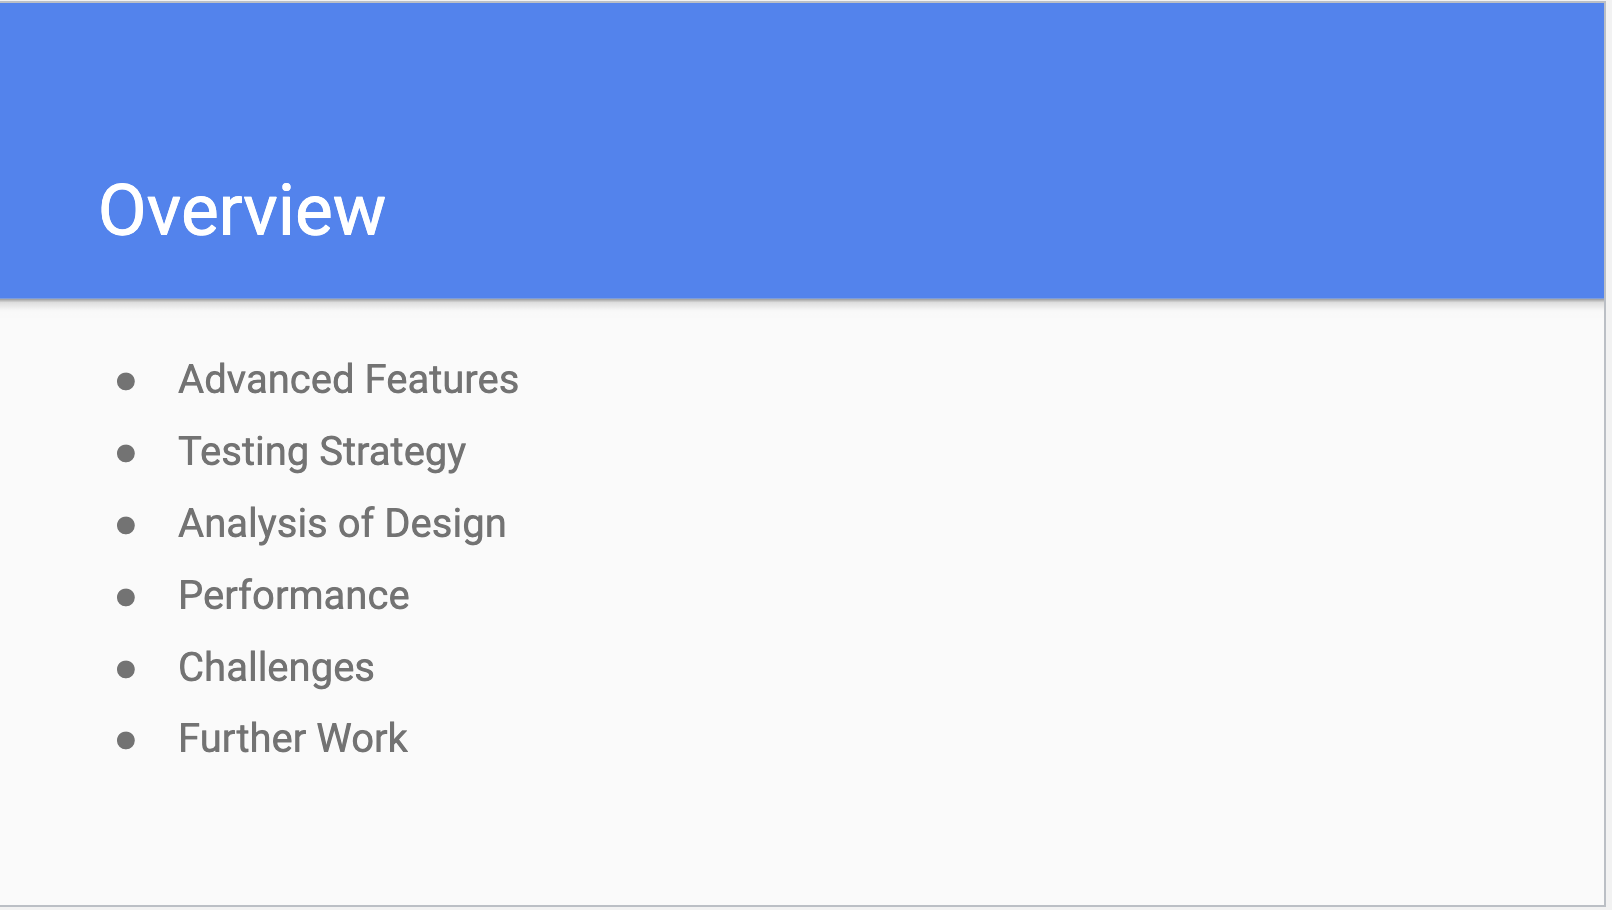 Overview
● Advanced Features
● Testing Strategy
● Analysis of Design
● Performance
● Challenges
● Further Work